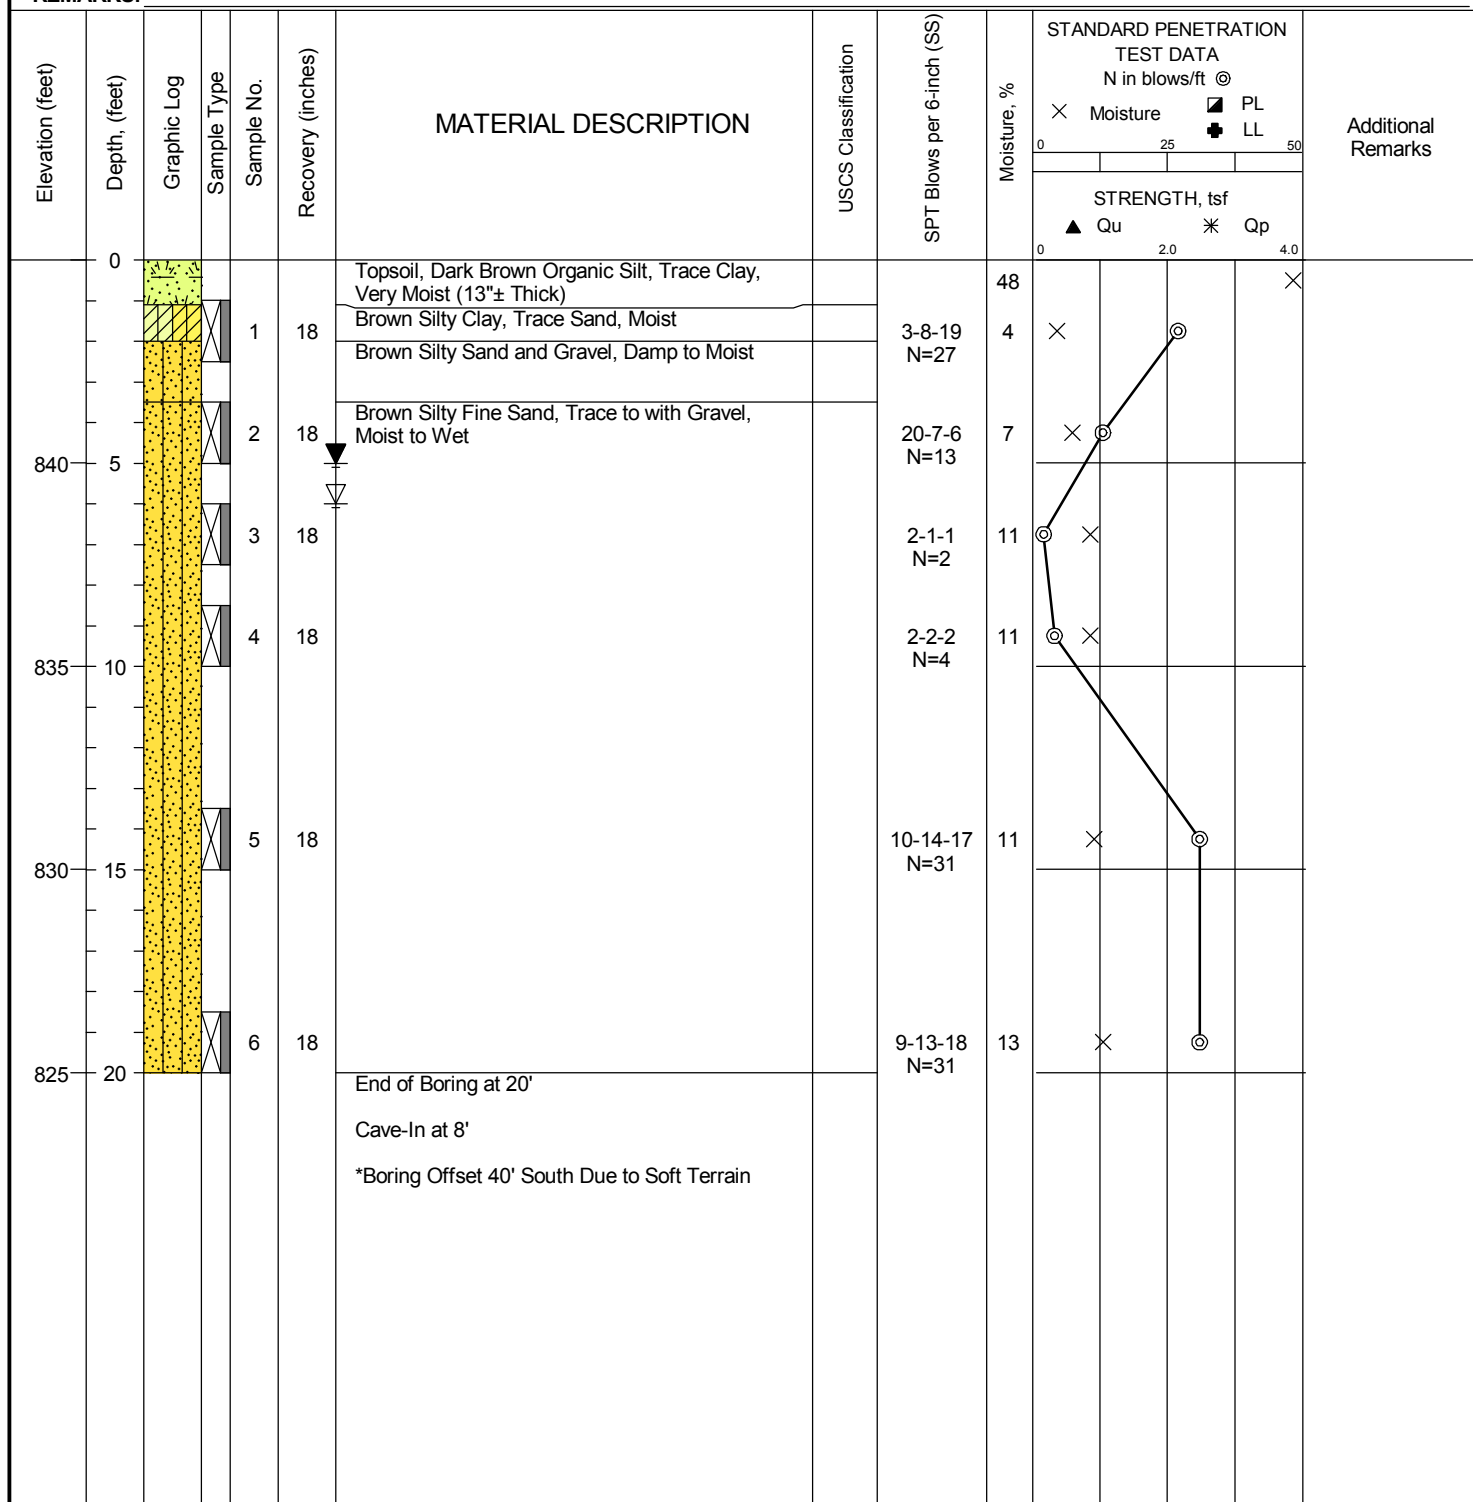 REMARKS:
Elevation (feet)
Depth, (feet)
Graphic Log
Sample Type
Sample No.
Recovery (inches)
MATERIAL DESCRIPTION
USCS Classification
SPT Blows per 6-inch (SS)
Moisture, %
STANDARD PENETRATION
TEST DATA
N in blows/ft
Moisture
PL
LL
0 25 50
STRENGTH, tsf
Qu Qp
0 2.0 4.0
Additional
Remarks
0
Topsoil, Dark Brown Organic Silt, Trace Clay,
Very Moist (13"± Thick)
48
Brown Silty Clay, Trace Sand, Moist
1 18 3-8-19 4
N=27
Brown Silty Sand and Gravel, Damp to Moist
Brown Silty Fine Sand, Trace to with Gravel,
Moist to Wet
2 18 20-7-6 7
N=13
840 5
3 18 2-1-1 11
N=2
4 18 2-2-2 11
N=4
835 10
5 18 10-14-17 11
N=31
830 15
6 18 9-13-18 13
N=31
825 20
End of Boring at 20'
Cave-In at 8'
*Boring Offset 40' South Due to Soft Terrain